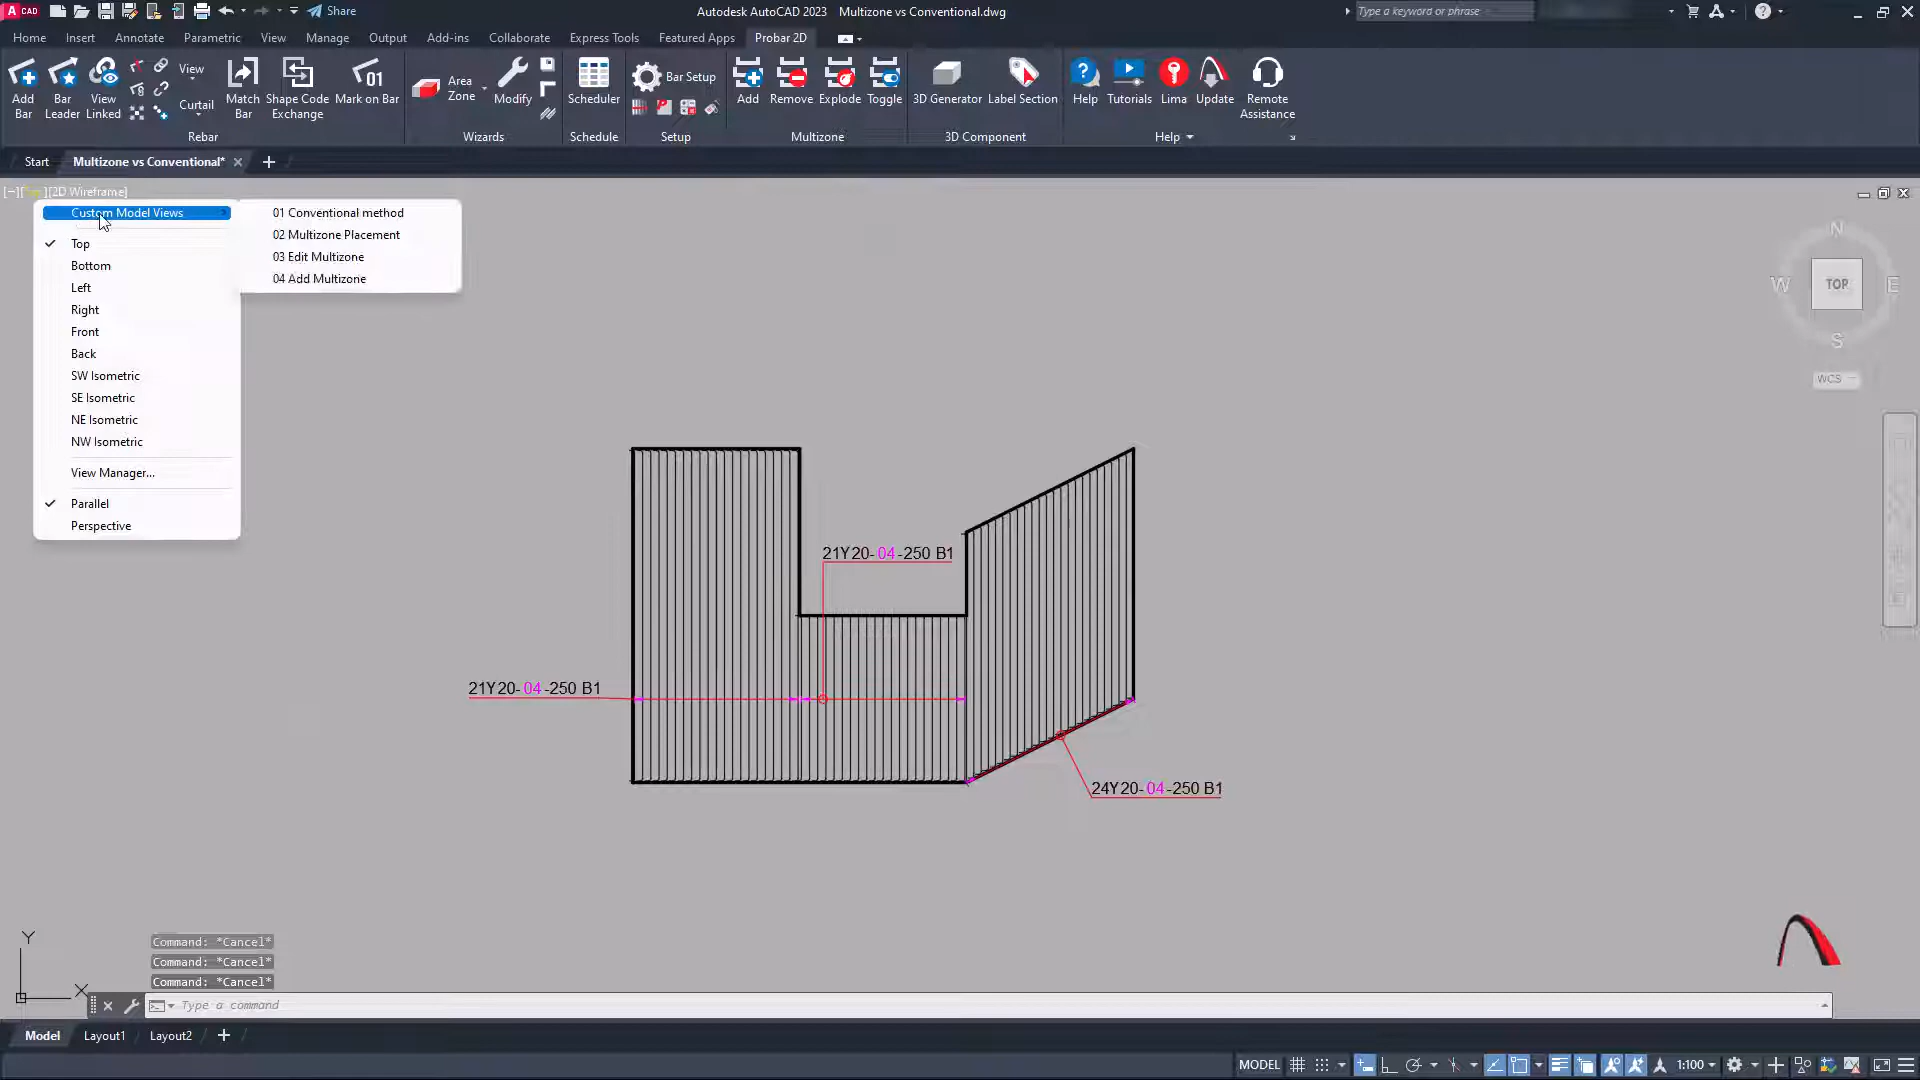 A CAD
Share
Autodesk AutoCAD 2023 Multizone vs Conventional.dwg
Type a keyword or phrase
Home Insert Annotate Parametric View Manage Output Add-ins Collaborate Express Tools Featured Apps Probar 2D
Add Bar
Bar Leader
View Linked
View
Curtail
Match Bar
Shape Code Exchange
01
Mark on Bar
Area Zone
Modify
Scheduler
Bar Setup
Add
Remove
Explode
Toggle
3D Generator
Label Section
Help
Tutorials
Lima
Update
Remote Assistance
Rebar
Wizards
Schedule
Setup
Multizone
3D Component
Help
Start
Multizone vs Conventional*
[−][Top][2D Wireframe]
Custom Model Views
01 Conventional method
02 Multizone Placement
03 Edit Multizone
04 Add Multizone
Top
Bottom
Left
Right
Front
Back
SW Isometric
SE Isometric
NE Isometric
NW Isometric
View Manager...
Parallel
Perspective
N
W
TOP
E
S
WCS
21Y20-04-250 B1
21Y20-04-250 B1
24Y20-04-250 B1
Y
X
Command: *Cancel*
Command: *Cancel*
Command: *Cancel*
Type a command
Model
Layout1
Layout2
MODEL
1:100